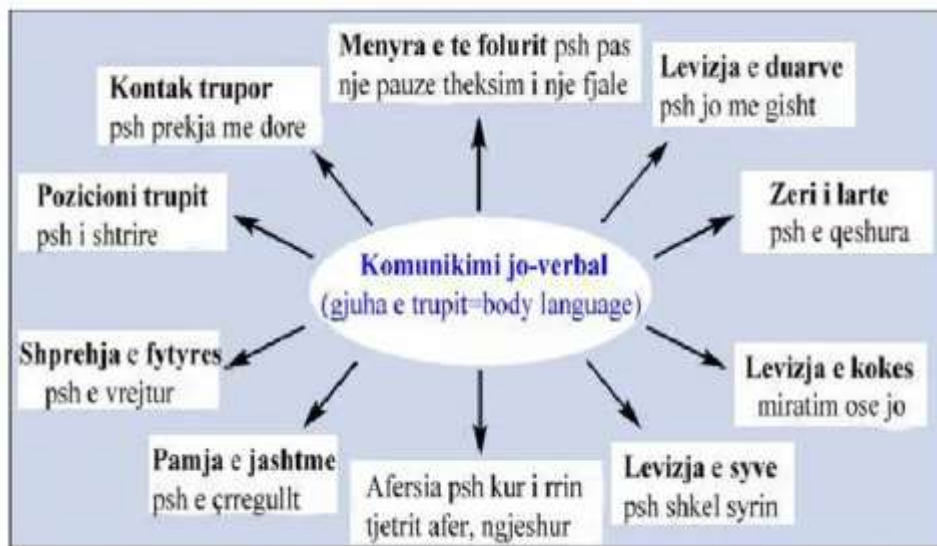 Menyra e te folurit psh pas
nje pauze theksim i nje fjale
Levizja e duarve
psh jo me gisht
Kontak trupor
psh prekja me dore
Pozicioni trupit
psh i shtrire
Zeri i larte
psh e qeshura
Komunikimi jo-verbal
(gjuha e trupit=body language)
Shprehja e fytyres
psh e vrejtur
Levizja e kokes
miratim ose jo
Pamja e jashtme
psh e çrregullt
Afersia psh kur i rrin
tjetrit afer, ngjeshur
Levizja e syve
psh shkel syrin